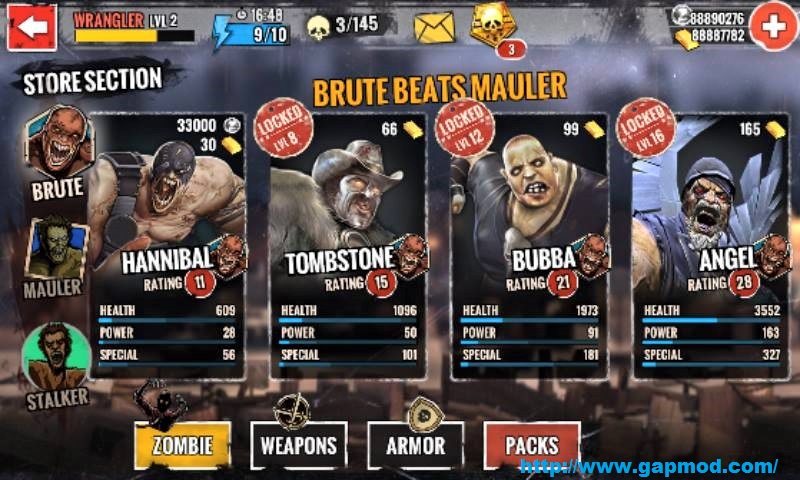 WRANGLER LVL 2
16:48
9/10
3/145
3
88890276
88887782
STORE SECTION
BRUTE BEATS MAULER
BRUTE
MAULER
STALKER
33000
30
HANNIBAL
RATING 11
HEALTH 609
POWER 28
SPECIAL 56
LOCKED
LVL 8
66
TOMBSTONE
RATING 15
HEALTH 1096
POWER 50
SPECIAL 101
LOCKED
LVL 12
99
BUBBA
RATING 21
HEALTH 1973
POWER 91
SPECIAL 181
LOCKED
LVL 16
165
ANGEL
RATING 28
HEALTH 3552
POWER 163
SPECIAL 327
ZOMBIE
WEAPONS
ARMOR
PACKS
http://www.gapmod.com/